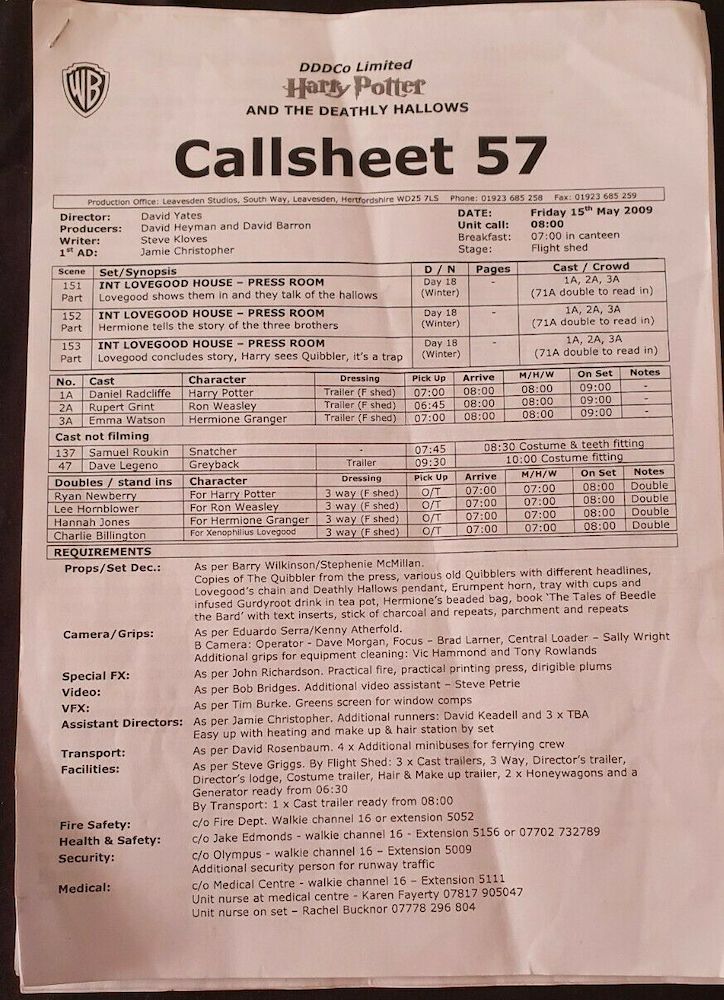 WB
DDDCo Limited
Harry Potter
AND THE DEATHLY HALLOWS
Callsheet 57
Production Office: Leavesden Studios, South Way, Leavesden, Hertfordshire WD25 7LS Phone: 01923 685 258 Fax: 01923 685 259
Director: David Yates DATE: Friday 15th May 2009
Producers: David Heyman and David Barron Unit call: 08:00
Writer: Steve Kloves Breakfast: 07:00 in canteen
1st AD: Jamie Christopher Stage: Flight shed
Scene Set/Synopsis D / N Pages Cast / Crowd
151 INT LOVEGOOD HOUSE – PRESS ROOM Day 18 - 1A, 2A, 3A
Part Lovegood shows them in and they talk of the hallows (Winter) (71A double to read in)
152 INT LOVEGOOD HOUSE – PRESS ROOM Day 18 - 1A, 2A, 3A
Part Hermione tells the story of the three brothers (Winter) (71A double to read in)
153 INT LOVEGOOD HOUSE – PRESS ROOM Day 18 - 1A, 2A, 3A
Part Lovegood concludes story, Harry sees Quibbler, it's a trap (Winter) (71A double to read in)
No. Cast Character Dressing Pick Up Arrive M/H/W On Set Notes
1A Daniel Radcliffe Harry Potter Trailer (F shed) 07:00 08:00 08:00 09:00 -
2A Rupert Grint Ron Weasley Trailer (F shed) 06:45 08:00 08:00 09:00 -
3A Emma Watson Hermione Granger Trailer (F shed) 07:00 08:00 08:00 09:00
Cast not filming
137 Samuel Roukin Snatcher - 07:45 08:30 Costume & teeth fitting
47 Dave Legeno Greyback Trailer 09:30 10:00 Costume fitting
Doubles / stand ins Character Dressing Pick Up Arrive M/H/W On Set Notes
Ryan Newberry For Harry Potter 3 way (F shed) O/T 07:00 07:00 08:00 Double
Lee Hornblower For Ron Weasley 3 way (F shed) O/T 07:00 07:00 08:00 Double
Hannah Jones For Hermione Granger 3 way (F shed) O/T 07:00 07:00 08:00 Double
Charlie Billington For Xenophilius Lovegood 3 way (F shed) O/T 07:00 07:00 08:00 Double
REQUIREMENTS
Props/Set Dec.: As per Barry Wilkinson/Stephenie McMillan.
Copies of The Quibbler from the press, various old Quibblers with different headlines,
Lovegood's chain and Deathly Hallows pendant, Erumpent horn, tray with cups and
infused Gurdyroot drink in tea pot, Hermione's beaded bag, book 'The Tales of Beedle
the Bard' with text inserts, stick of charcoal and repeats, parchment and repeats
Camera/Grips: As per Eduardo Serra/Kenny Atherfold.
B Camera: Operator - Dave Morgan, Focus – Brad Larner, Central Loader – Sally Wright
Additional grips for equipment cleaning: Vic Hammond and Tony Rowlands
Special FX: As per John Richardson. Practical fire, practical printing press, dirigible plums
Video: As per Bob Bridges. Additional video assistant – Steve Petrie
VFX: As per Tim Burke. Greens screen for window comps
Assistant Directors: As per Jamie Christopher. Additional runners: David Keadell and 3 x TBA
Easy up with heating and make up & hair station by set
Transport: As per David Rosenbaum. 4 x Additional minibuses for ferrying crew
Facilities: As per Steve Griggs. By Flight Shed: 3 x Cast trailers, 3 Way, Director's trailer,
Director's lodge, Costume trailer, Hair & Makeup trailer, 2 x Honeywagons and a
Generator ready from 06:30
By Transport: 1 x Cast trailer ready from 08:00
Fire Safety: c/o Fire Dept. Walkie channel 16 or extension 5052
Health & Safety: c/o Jake Edmonds - walkie channel 16 - Extension 5156 or 07702 732789
Security: c/o Olympus - walkie channel 16 – Extension 5009
Additional security person for runway traffic
Medical: c/o Medical Centre - walkie channel 16 – Extension 5111
Unit nurse at medical centre - Karen Fayerty 07817 905047
Unit nurse on set – Rachel Bucknor 07778 296 804